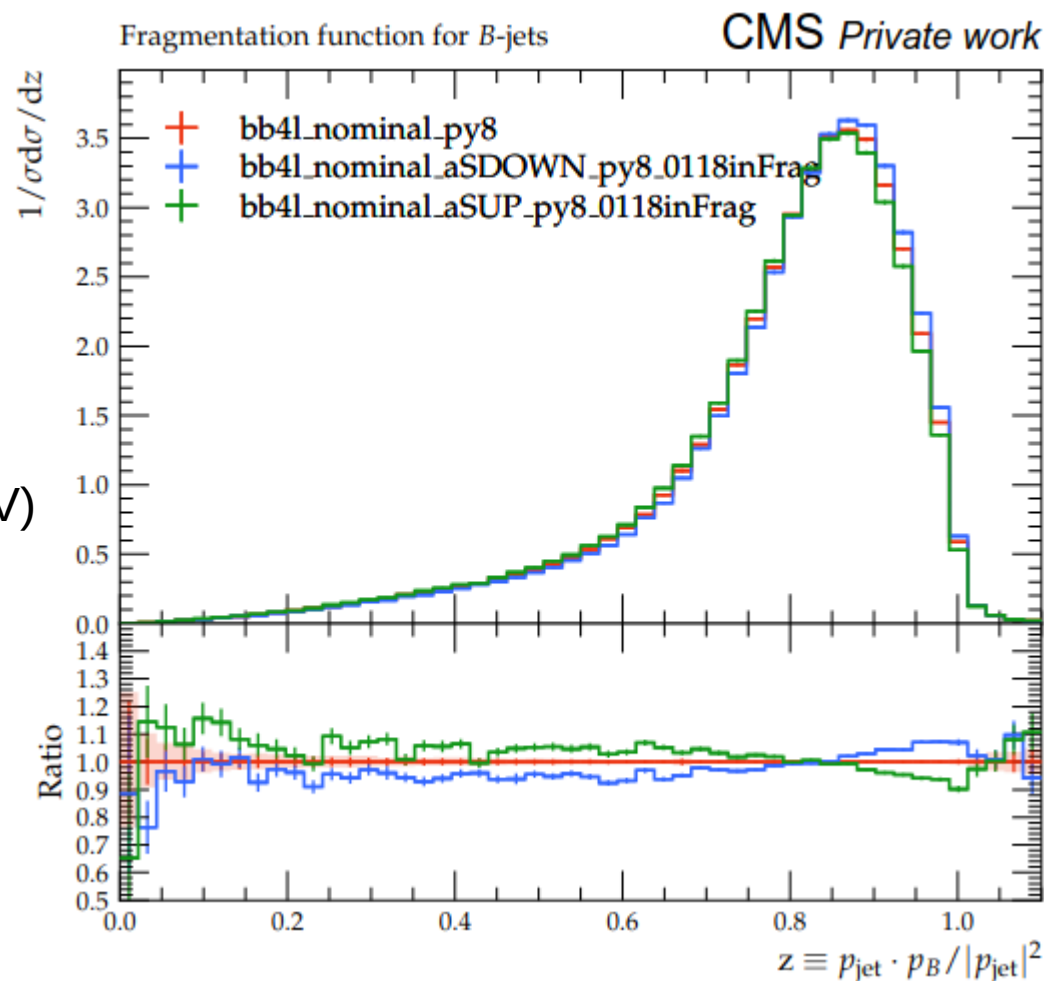 Fragmentation function for B-jets
CMS Private work
1/σdσ/dz
bb4l_nominal_py8
bb4l_nominal_aSDOWN_py8_0118inFrag
bb4l_nominal_aSUP_py8_0118inFrag
3.5
3.0
2.5
2.0
1.5
1.0
0.5
0.0
V)
Ratio
1.4
1.3
1.2
1.1
1.0
0.9
0.8
0.7
0.6
0.5
0.0 0.2 0.4 0.6 0.8 1.0
z ≡ p_jet · p_B/|p_jet|²